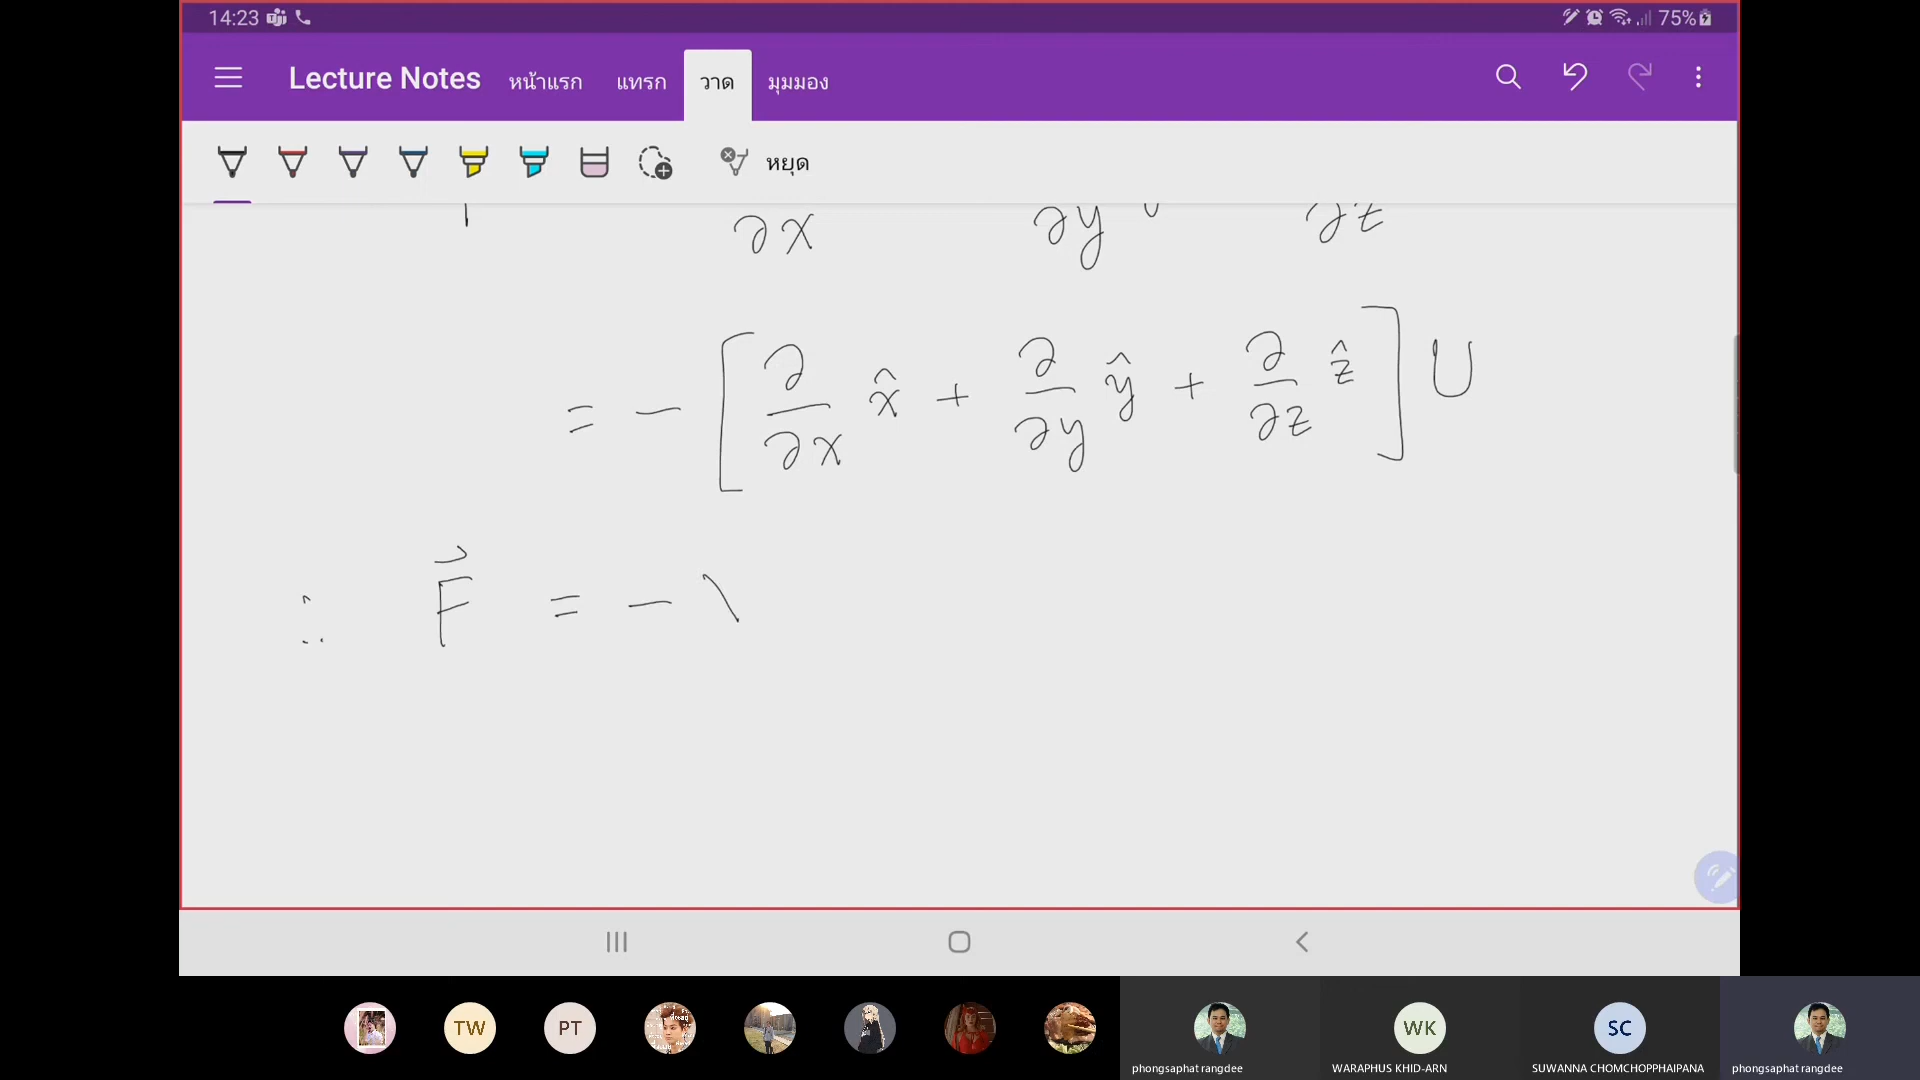 14:23 75%
Lecture Notes หน้าแรก แทรก วาด มุมมอง
หยุด
∂x ∂y ∂z
= - [ ∂/∂x x̂ + ∂/∂y ŷ + ∂/∂z ẑ ] U
∴ F⃗ = - \
TW PT WK SC
phongsaphat rangdee WARAPHUS KHID-ARN SUWANNA CHOMCHOPPHAIPANA phongsaphat rangdee